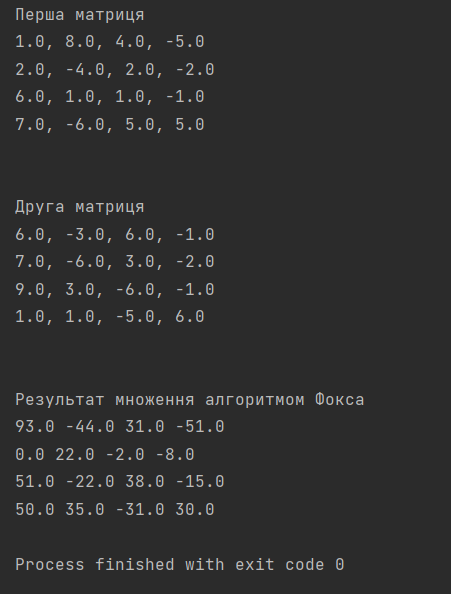 Перша матриця
1.0, 8.0, 4.0, -5.0
2.0, -4.0, 2.0, -2.0
6.0, 1.0, 1.0, -1.0
7.0, -6.0, 5.0, 5.0
Друга матриця
6.0, -3.0, 6.0, -1.0
7.0, -6.0, 3.0, -2.0
9.0, 3.0, -6.0, -1.0
1.0, 1.0, -5.0, 6.0
Результат множення алгоритмом Фокса
93.0 -44.0 31.0 -51.0
0.0 22.0 -2.0 -8.0
51.0 -22.0 38.0 -15.0
50.0 35.0 -31.0 30.0
Process finished with exit code 0